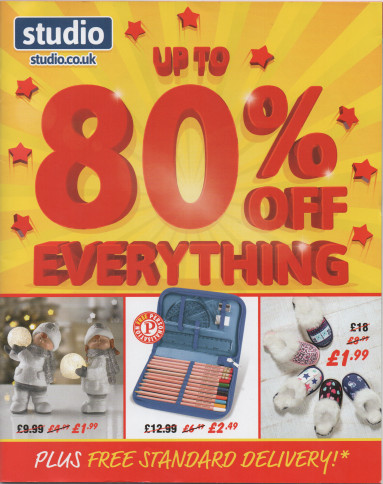 studio
studio.co.uk
UP TO
80%
OFF
EVERYTHING
£9.99 £4.99 £1.99
FREE PERSONALISATION
P
£12.99 £6.49 £2.49
£18
£8.99
£1.99
PLUS FREE STANDARD DELIVERY!*